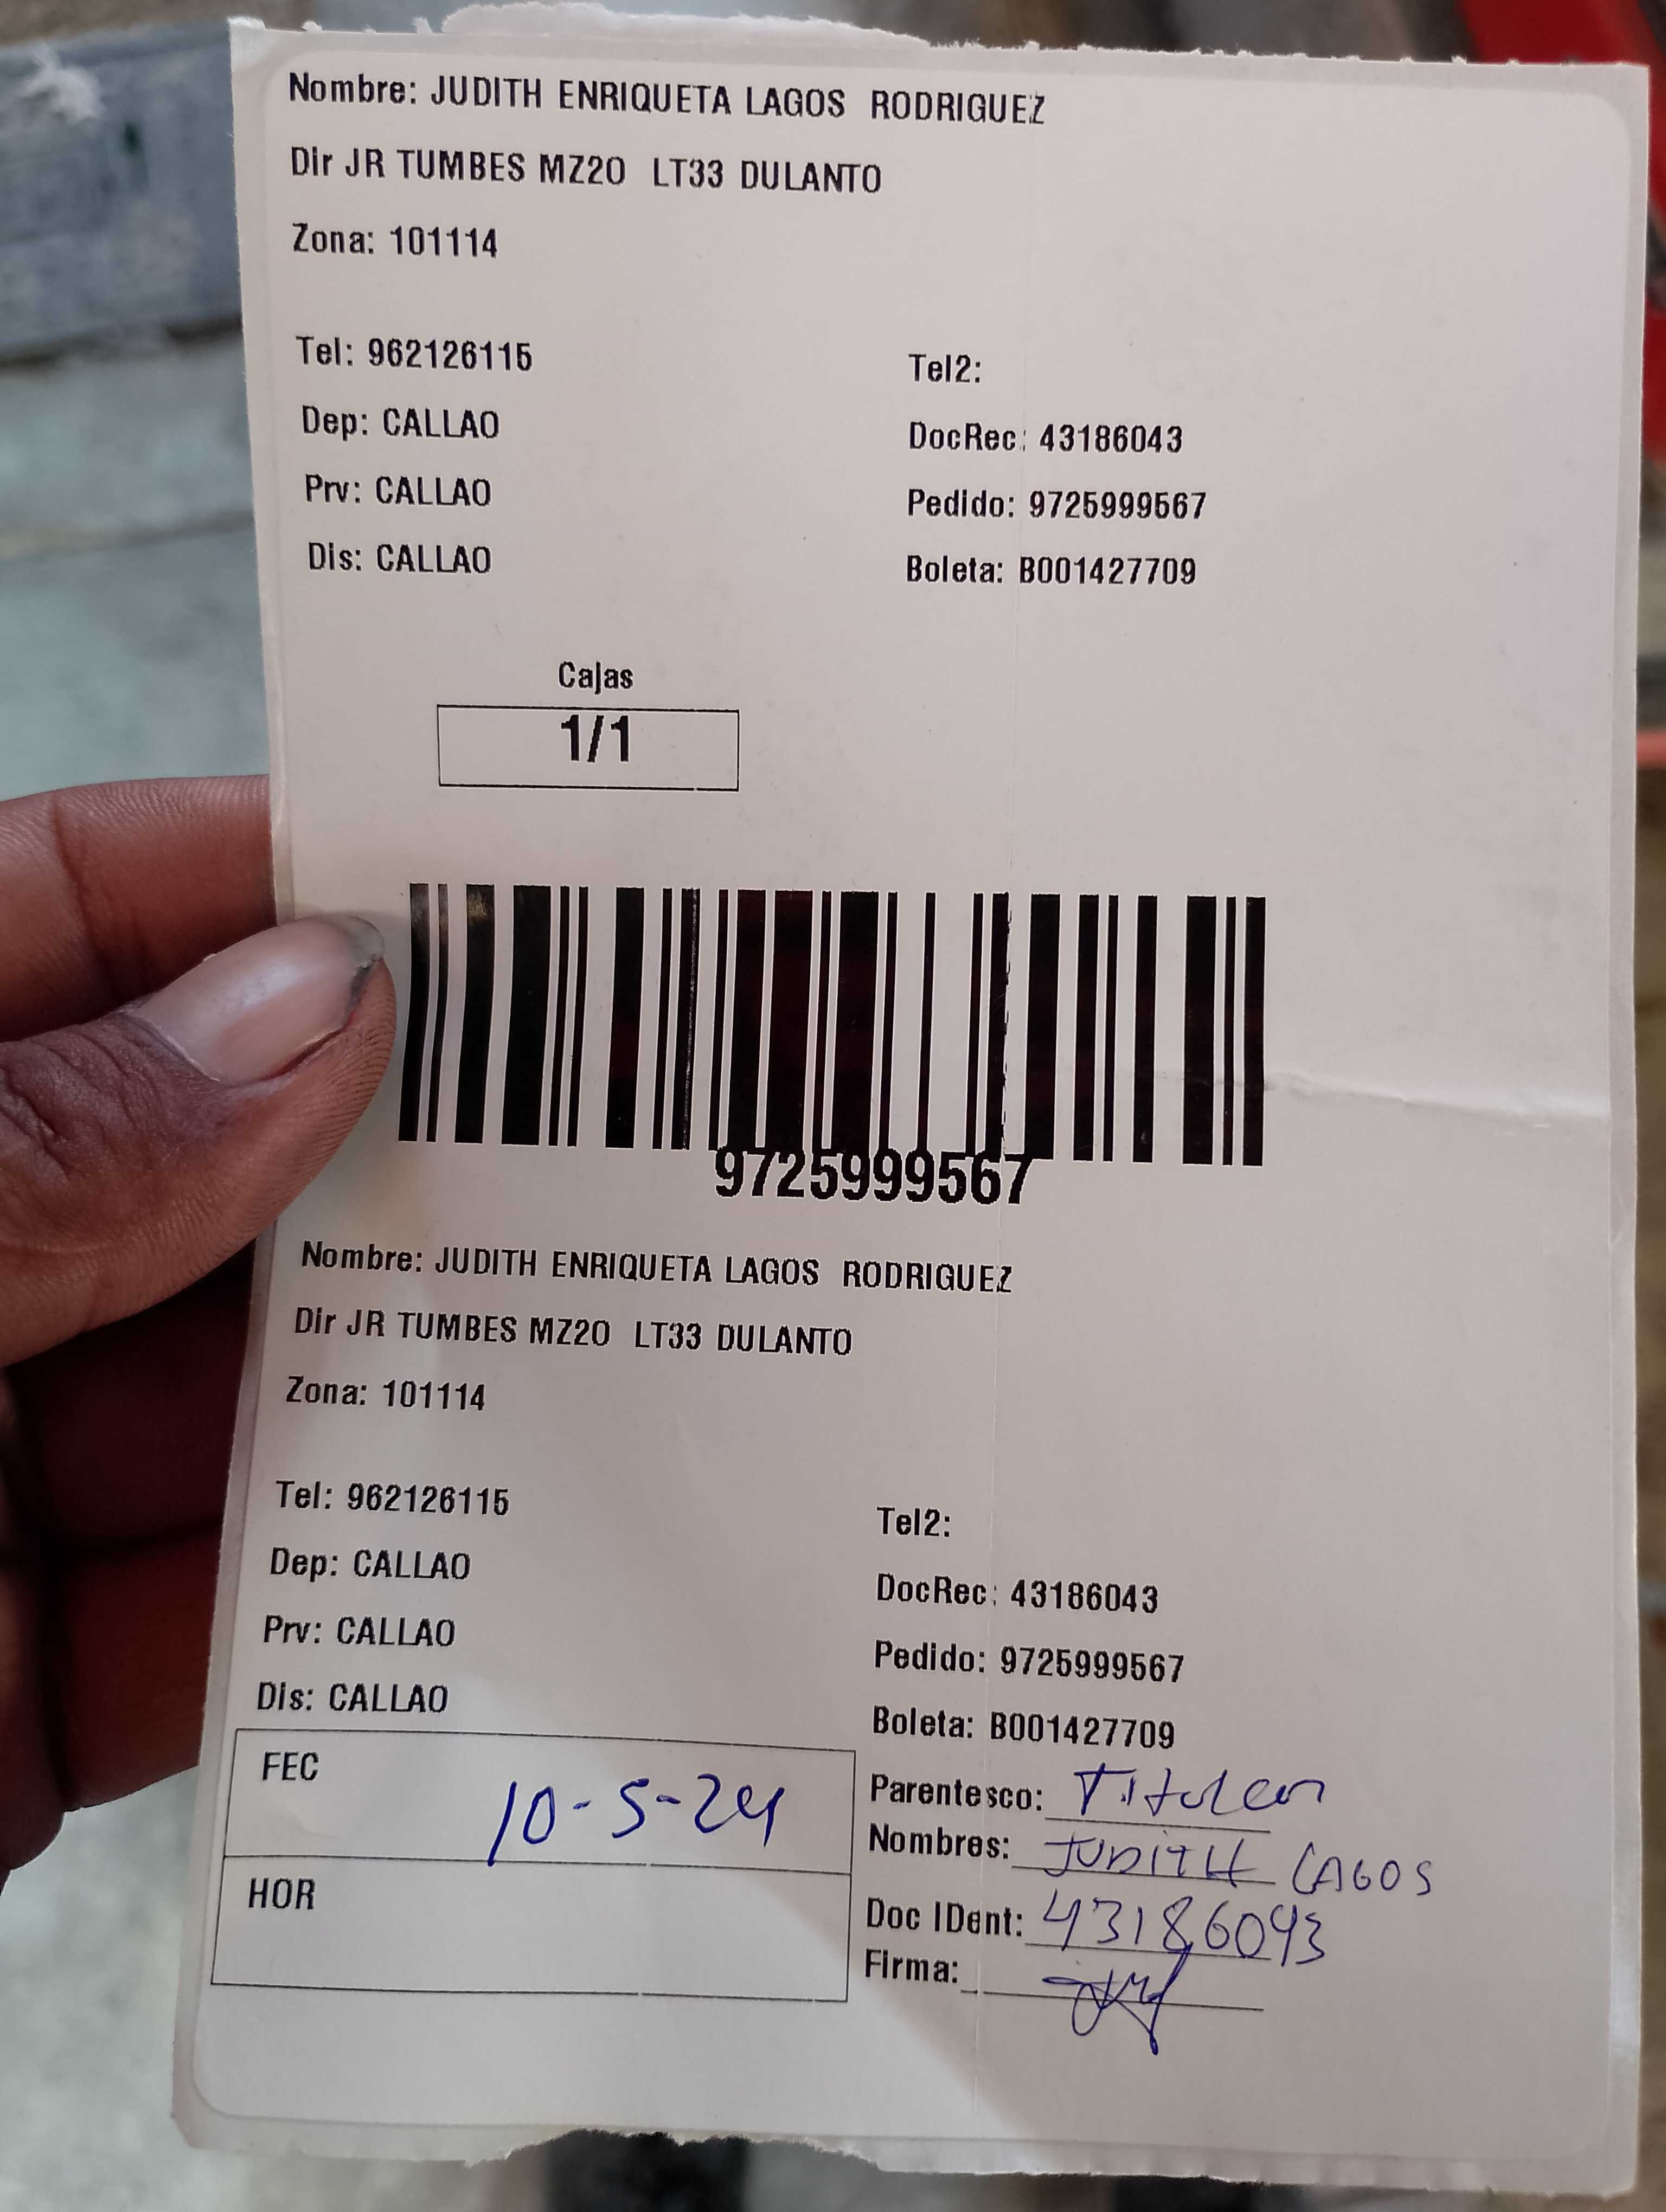 Nombre: JUDITH ENRIQUETA LAGOS RODRIGUEZ
Dir JR TUMBES MZ20 LT33 DULANTO
Zona: 101114
Tel: 962126115
Tel2:
Dep: CALLAO
DocRec: 43186043
Prv: CALLAO
Pedido: 9725999567
Dis: CALLAO
Boleta: B001427709
Cajas
1/1
9725999567
Nombre: JUDITH ENRIQUETA LAGOS RODRIGUEZ
Dir JR TUMBES MZ20 LT33 DULANTO
Zona: 101114
Tel: 962126115
Tel2:
Dep: CALLAO
DocRec: 43186043
Prv: CALLAO
Pedido: 9725999567
Dis: CALLAO
Boleta: B001427709
FEC 10-5-24
HOR
Parentesco: Titular
Nombres: JUDITH LAGOS
Doc IDent: 43186043
Firma: